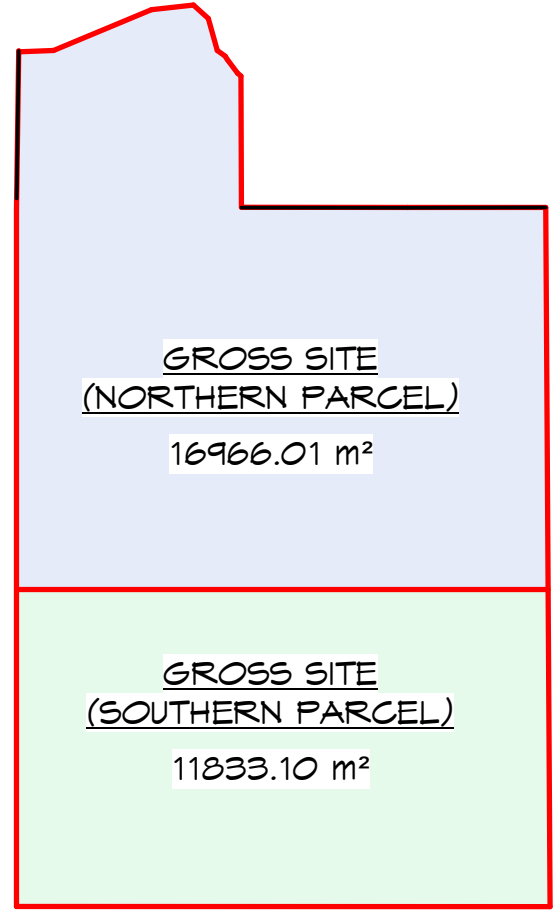 GROSS SITE
(NORTHERN PARCEL)
16966.01 m²
GROSS SITE
(SOUTHERN PARCEL)
11833.10 m²